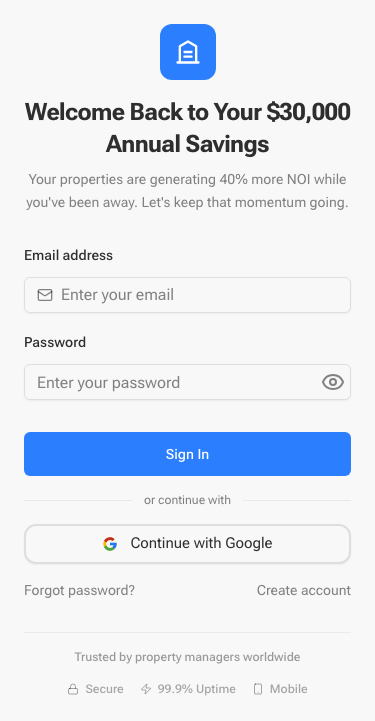 Welcome Back to Your $30,000
Annual Savings
Your properties are generating 40% more NOI while
you've been away. Let's keep that momentum going.
Email address
Enter your email
Password
Enter your password
Sign In
or continue with
Continue with Google
Forgot password? Create account
Trusted by property managers worldwide
Secure 99.9% Uptime Mobile